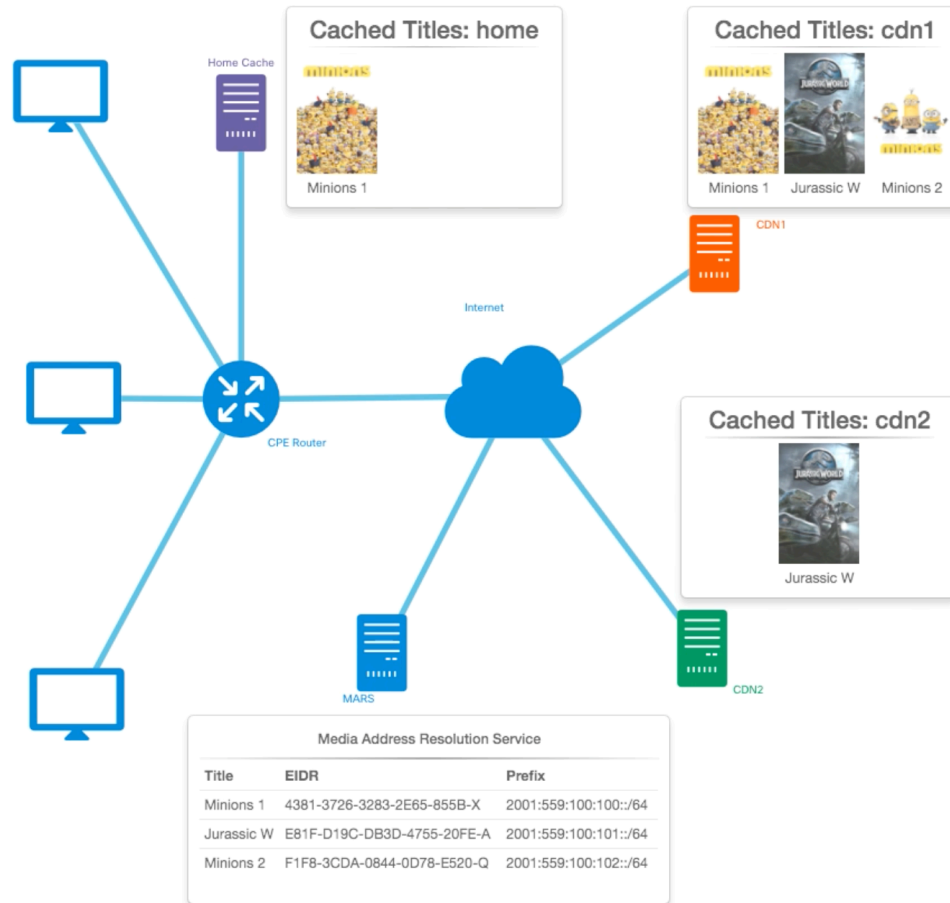 Cached Titles: home
MINIONS
Minions 1
Home Cache
Cached Titles: cdn1
MINIONS
JURASSIC WORLD
MINIONS
Minions 1 Jurassic W Minions 2
CDN1
Internet
CPE Router
Cached Titles: cdn2
JURASSIC WORLD
Jurassic W
MARS
CDN2
Media Address Resolution Service
Title EIDR Prefix
Minions 1 4381-3726-3283-2E65-855B-X 2001:559:100:100::/64
Jurassic W E81F-D19C-DB3D-4755-20FE-A 2001:559:100:101::/64
Minions 2 F1F8-3CDA-0844-0D78-E520-Q 2001:559:100:102::/64